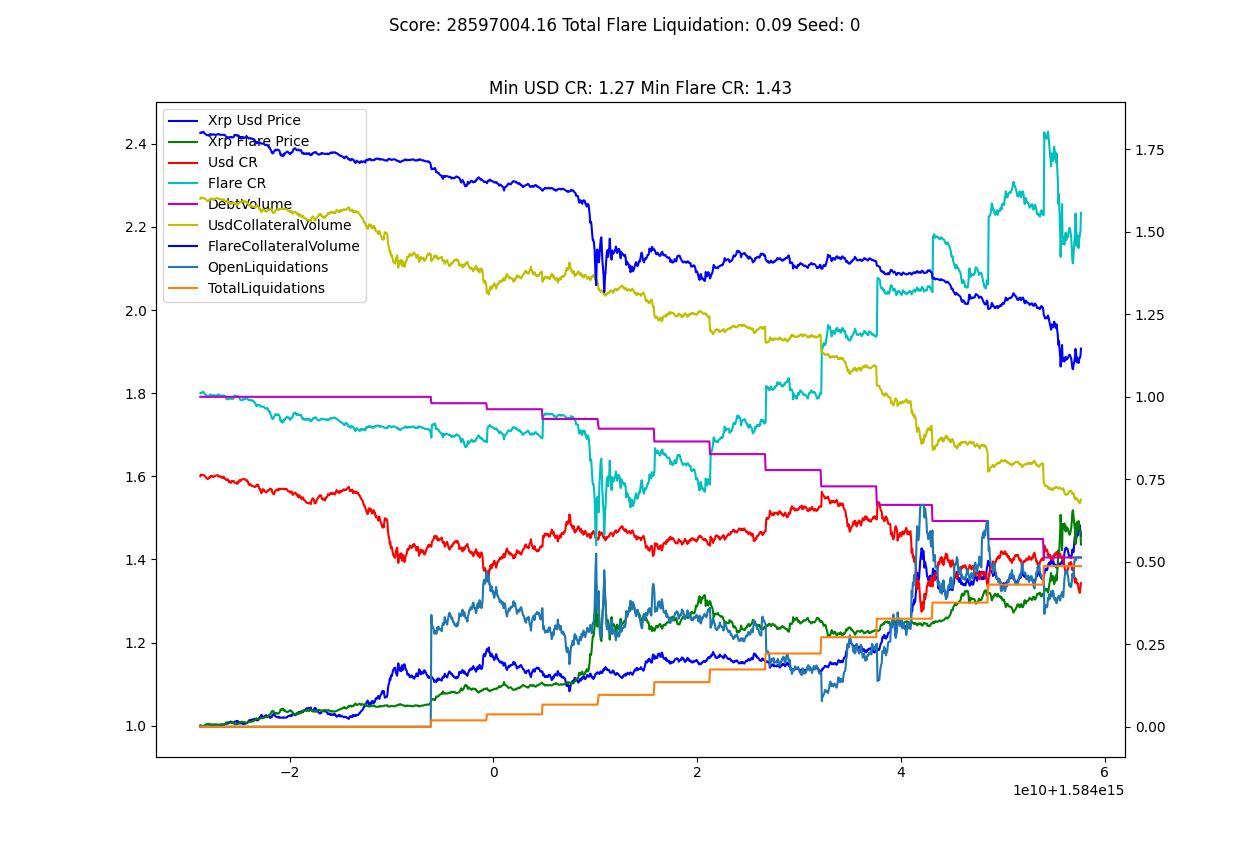 Score: 28597004.16 Total Flare Liquidation: 0.09 Seed: 0
Min USD CR: 1.27 Min Flare CR: 1.43
Xrp Usd Price
Xrp Flare Price
Usd CR
Flare CR
DebtVolume
UsdCollateralVolume
FlareCollateralVolume
OpenLiquidations
TotalLiquidations
2.4
2.2
2.0
1.8
1.6
1.4
1.2
1.0
1.75
1.50
1.25
1.00
0.75
0.50
0.25
0.00
−2 0 2 4 6
1e10+1.584e15